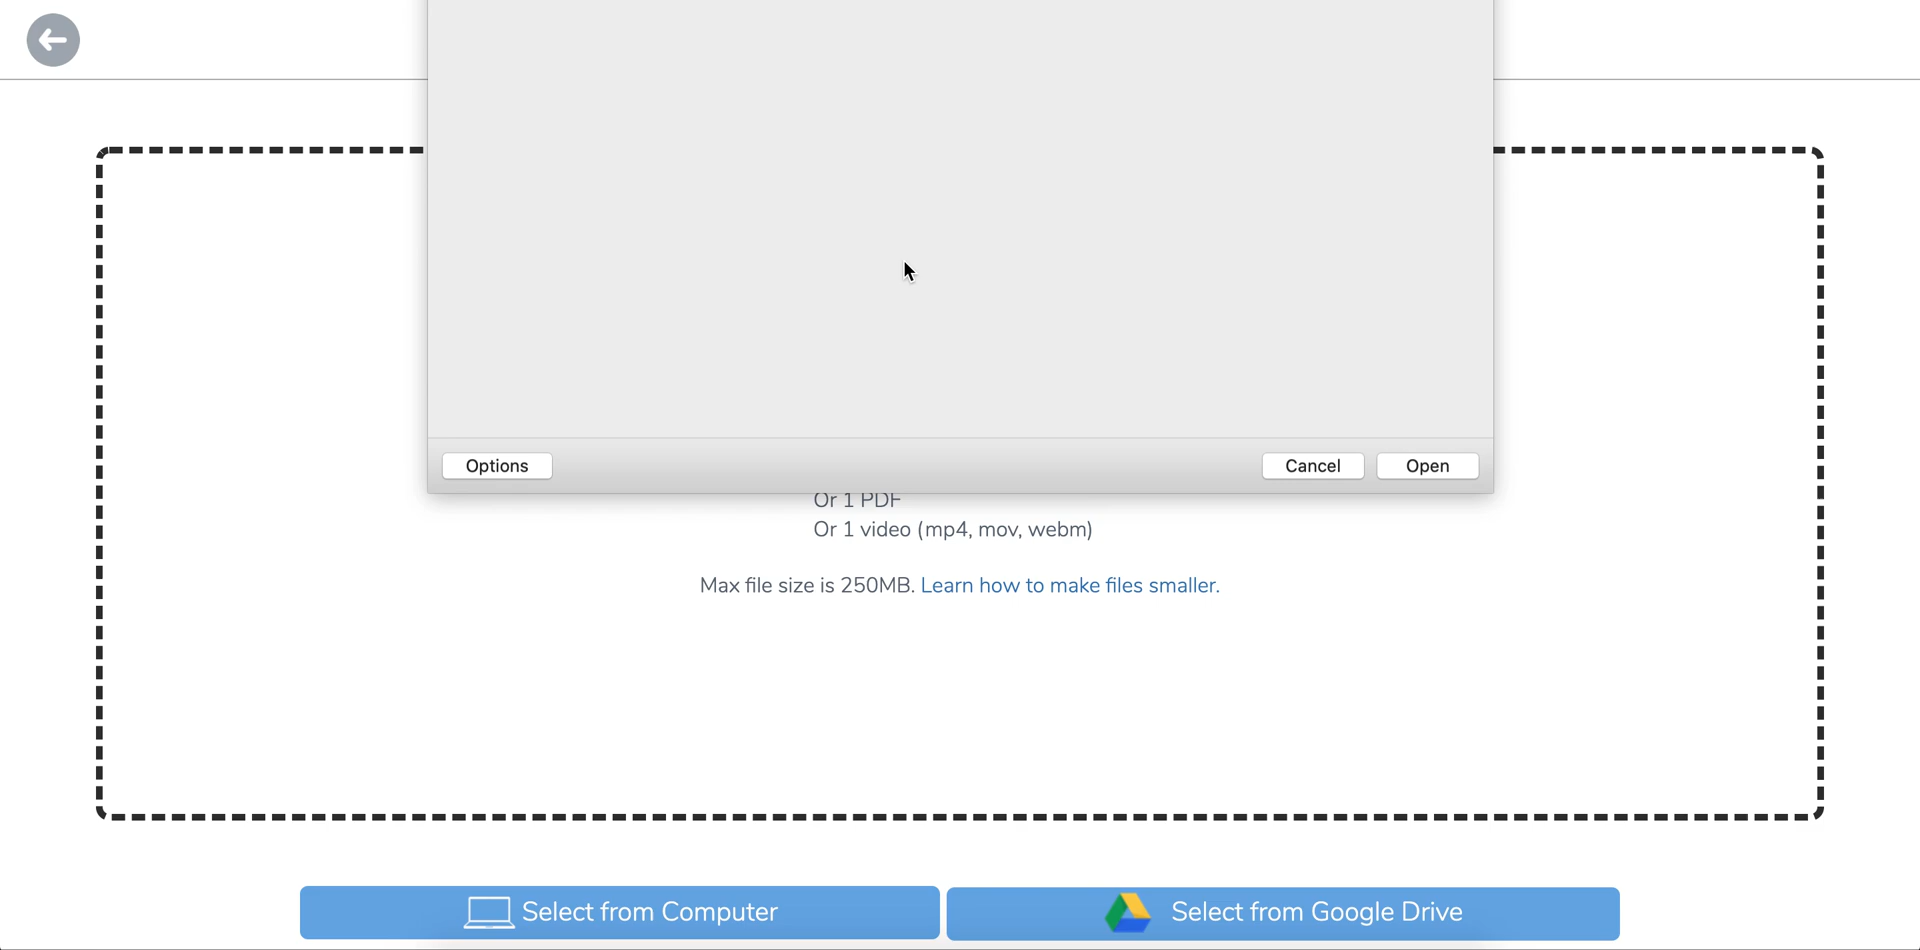 Options
Cancel
Open
Or 1 PDF
Or 1 video (mp4, mov, webm)
Max file size is 250MB. Learn how to make files smaller.
Select from Computer
Select from Google Drive